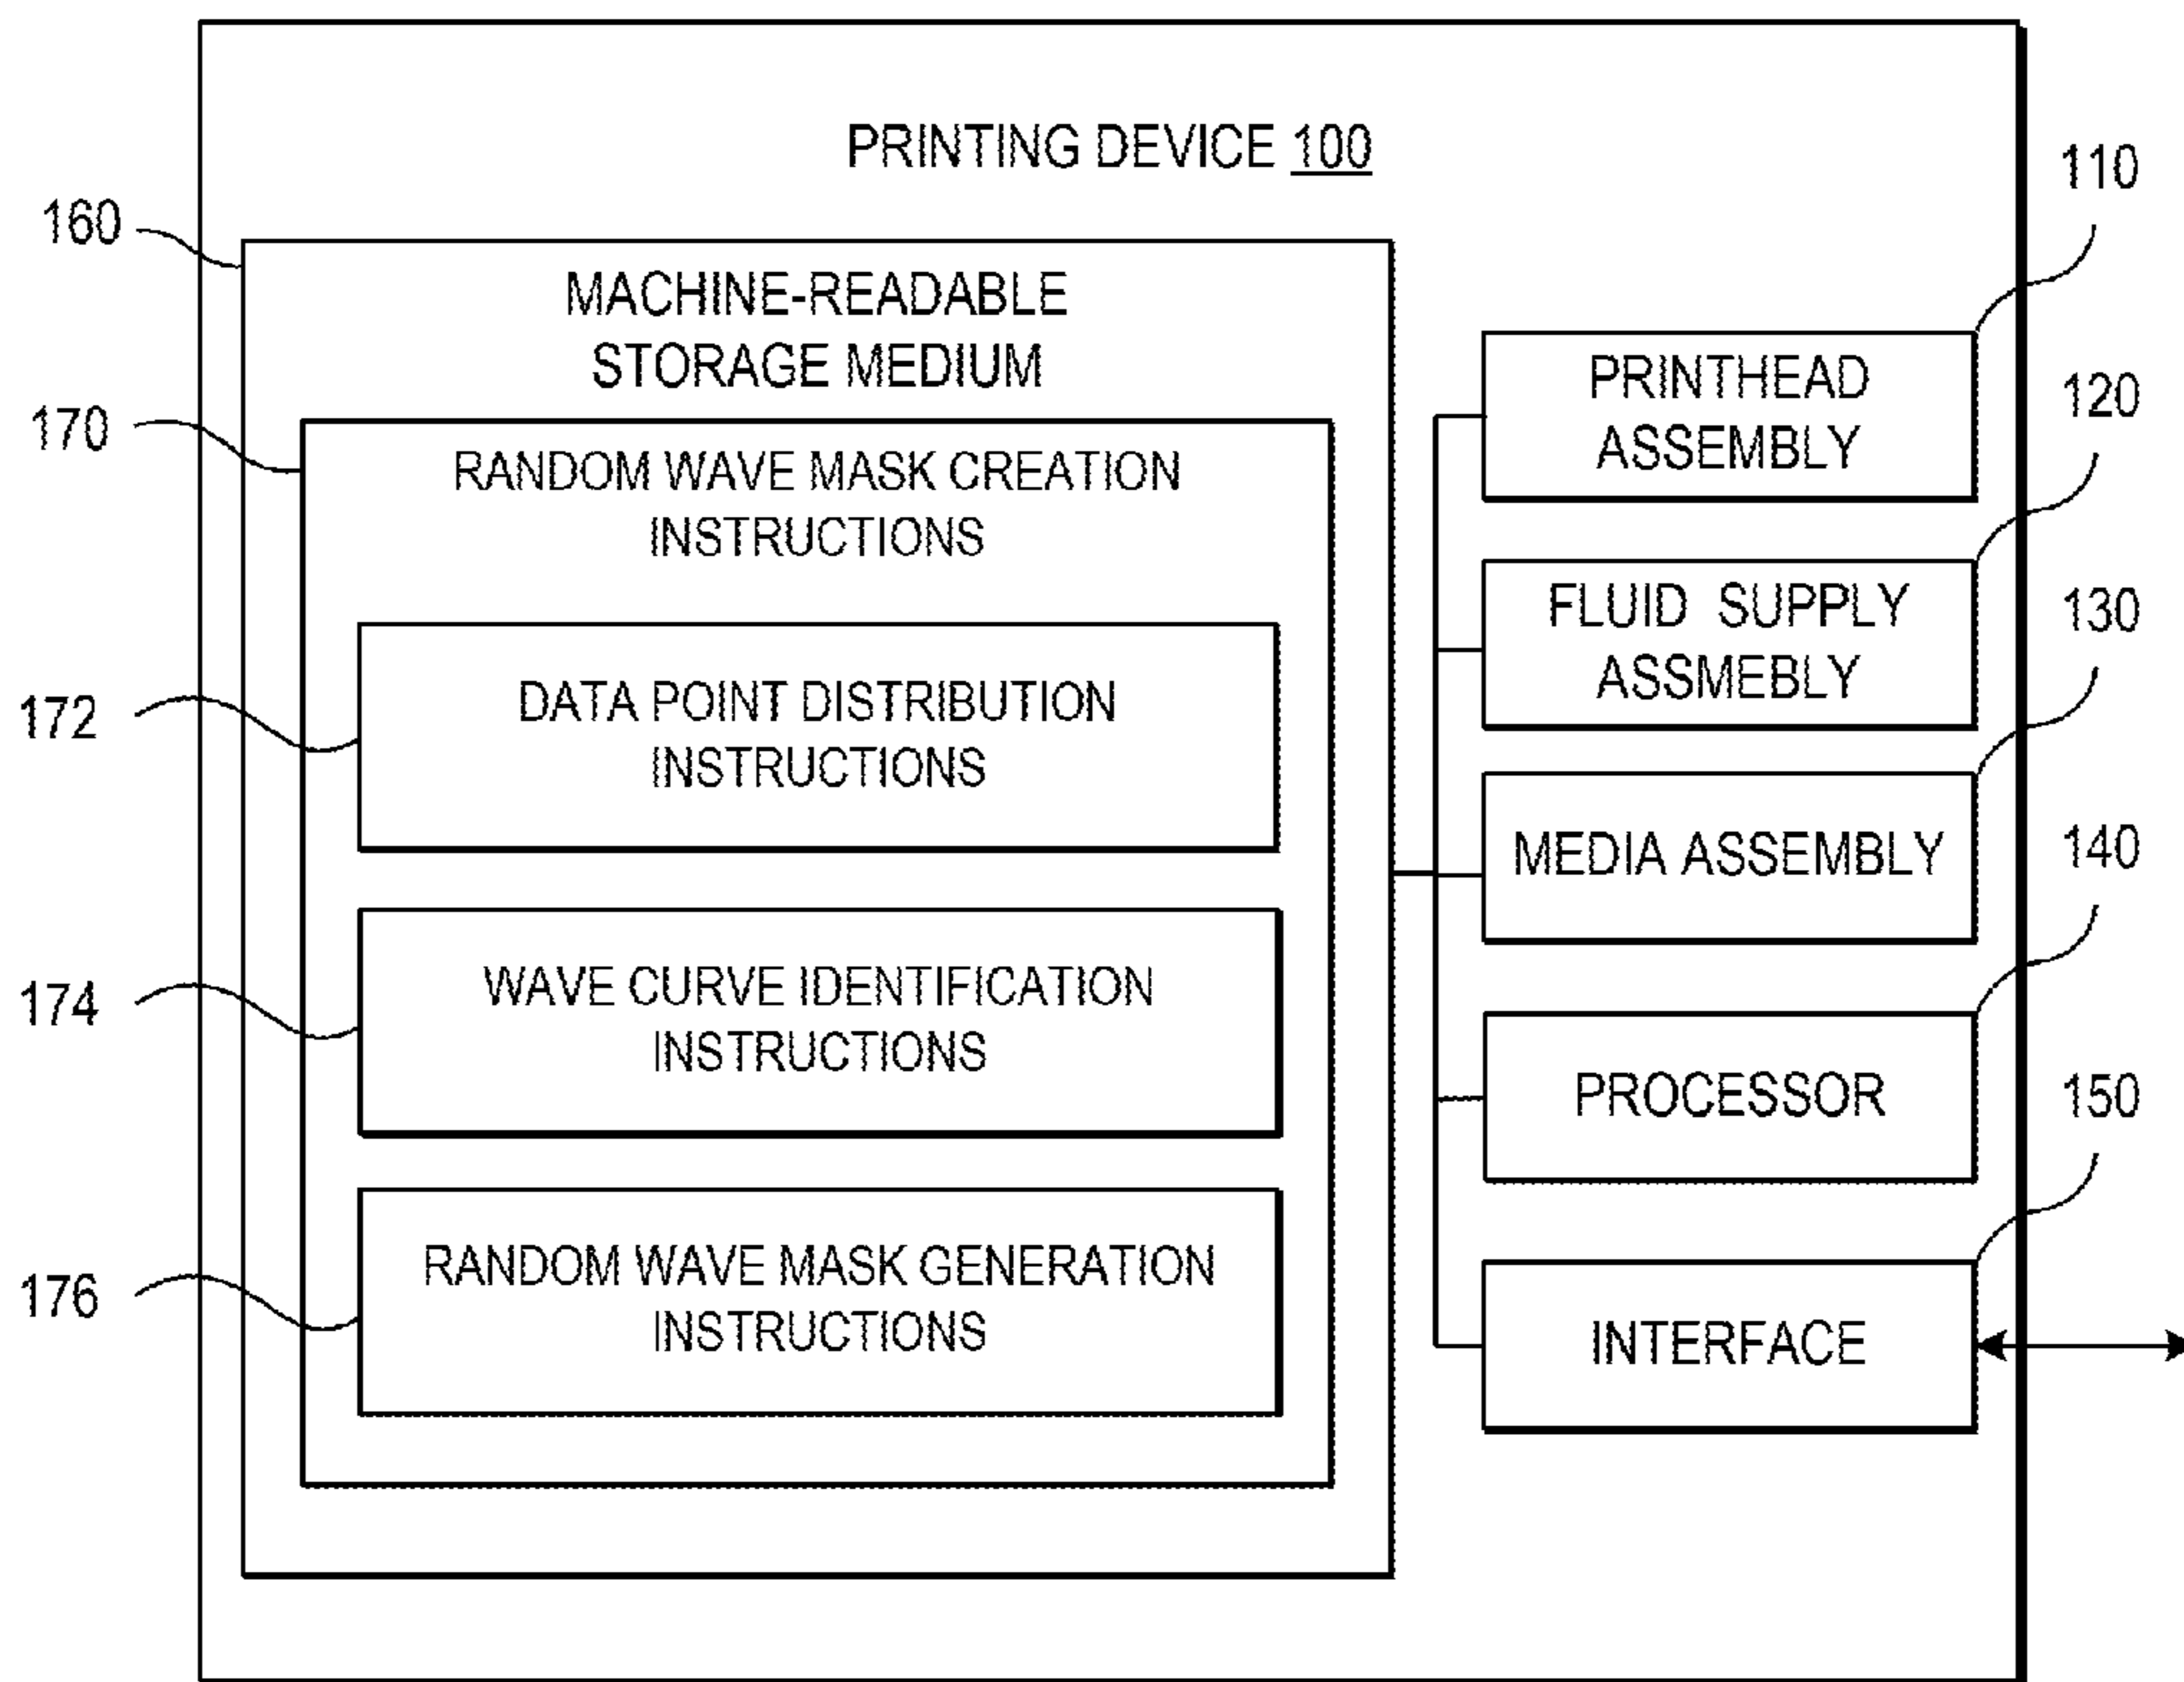 PRINTING DEVICE 100
160
MACHINE-READABLE
STORAGE MEDIUM
170
RANDOM WAVE MASK CREATION
INSTRUCTIONS
172
DATA POINT DISTRIBUTION
INSTRUCTIONS
174
WAVE CURVE IDENTIFICATION
INSTRUCTIONS
176
RANDOM WAVE MASK GENERATION
INSTRUCTIONS
110
PRINTHEAD
ASSEMBLY
120
FLUID SUPPLY
ASSMEBLY
130
MEDIA ASSEMBLY
140
PROCESSOR
150
INTERFACE